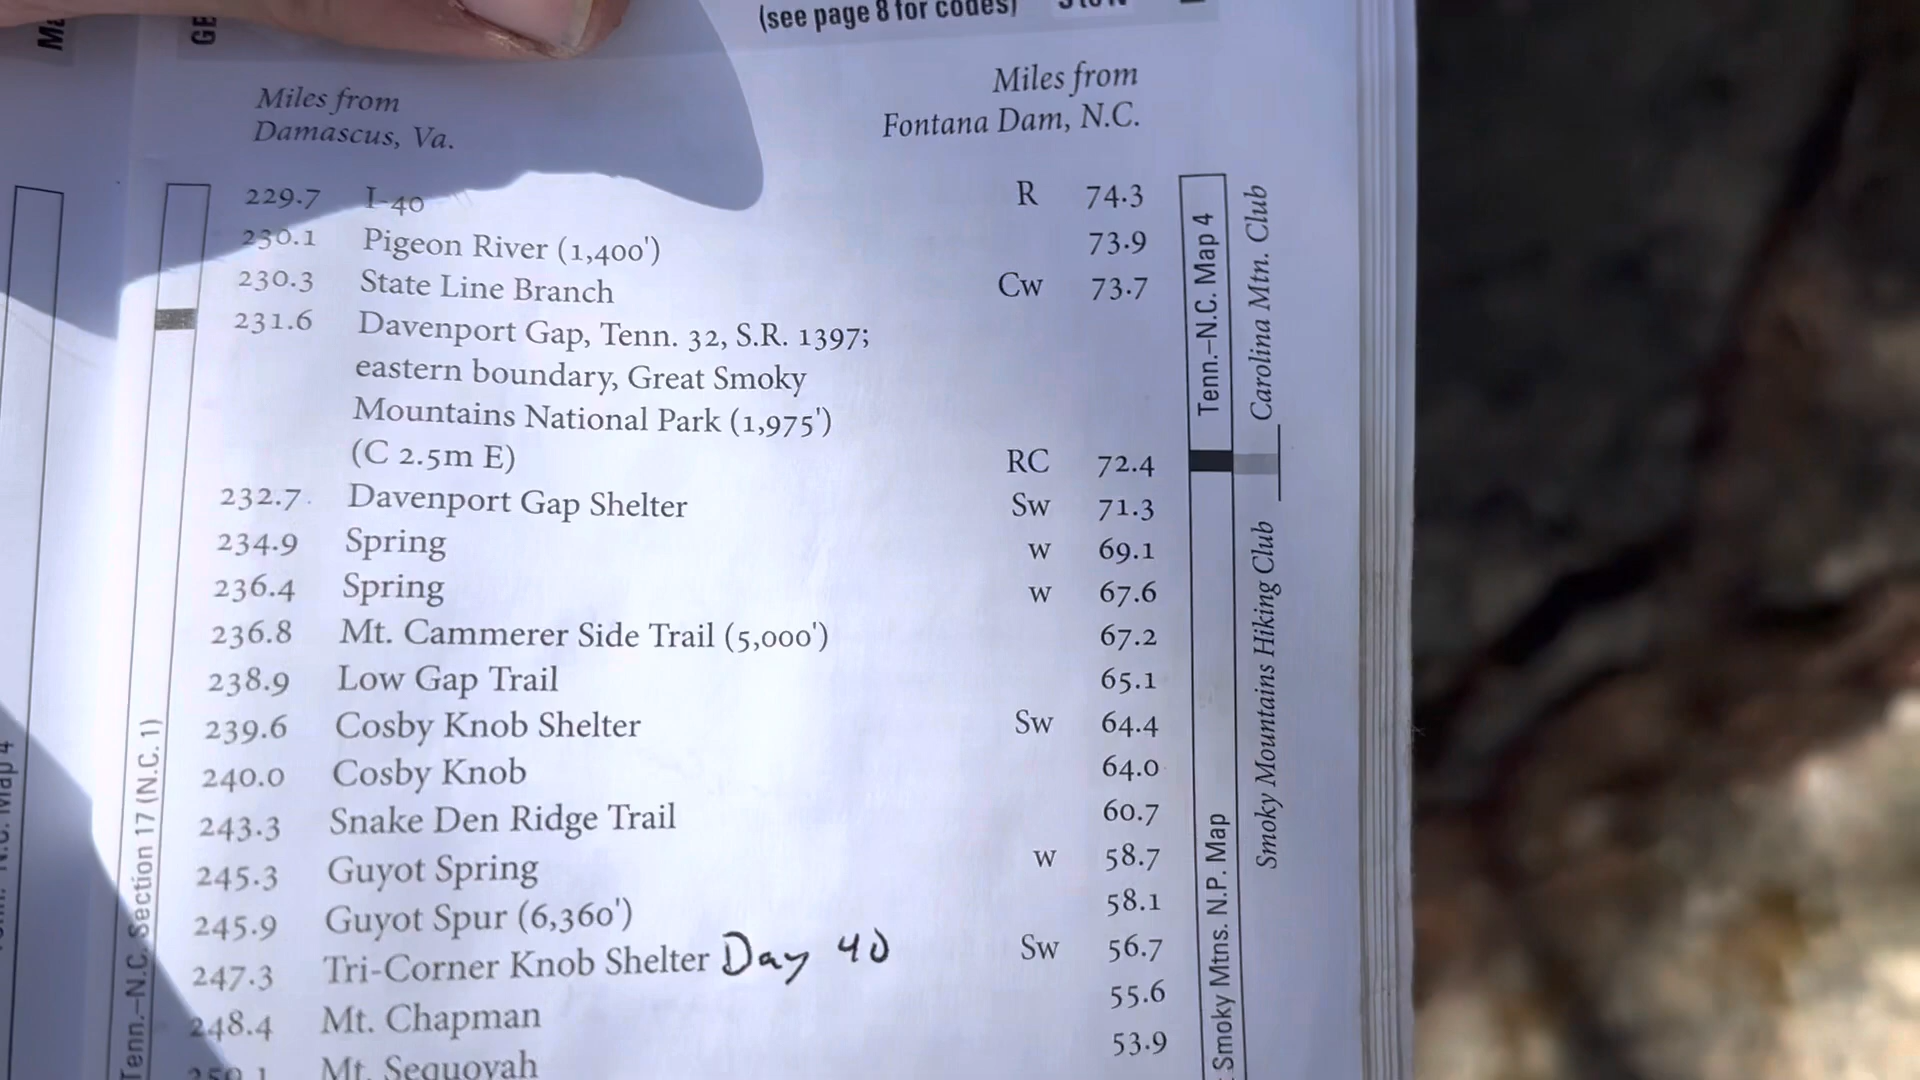 (see page 8 for codes)
Miles from
Damascus, Va.
Miles from
Fontana Dam, N.C.
229.7 I-40 R 74.3
230.1 Pigeon River (1,400') 73.9
230.3 State Line Branch Cw 73.7
231.6 Davenport Gap, Tenn. 32, S.R. 1397;
eastern boundary, Great Smoky
Mountains National Park (1,975')
(C 2.5m E) RC 72.4
232.7 Davenport Gap Shelter Sw 71.3
234.9 Spring w 69.1
236.4 Spring w 67.6
236.8 Mt. Cammerer Side Trail (5,000') 67.2
238.9 Low Gap Trail 65.1
239.6 Cosby Knob Shelter Sw 64.4
240.0 Cosby Knob 64.0
243.3 Snake Den Ridge Trail 60.7
245.3 Guyot Spring w 58.7
245.9 Guyot Spur (6,360') 58.1
247.3 Tri-Corner Knob Shelter Day 40 Sw 56.7
248.4 Mt. Chapman 55.6
250.1 Mt. Sequoyah 53.9
Tenn.–N.C. Section 17 (N.C. 1)
Tenn.–N.C. Map 4
Carolina Mtn. Club
Smoky Mtns. N.P. Map
Smoky Mountains Hiking Club